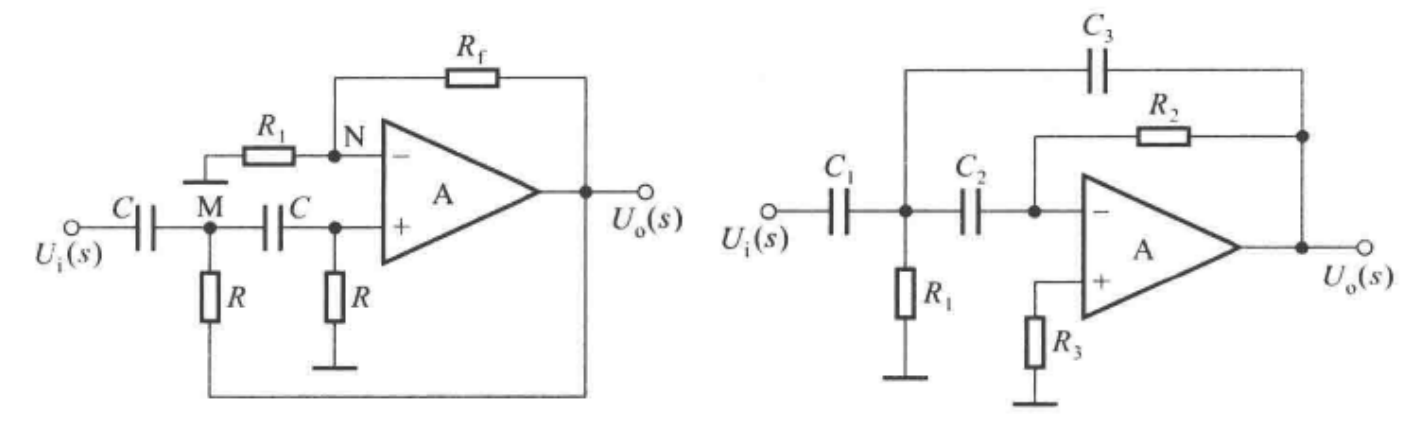 R_f
R_1 N
A
C M C
U_i(s)
R R
U_o(s)
C_3
R_2
C_1 C_2
A
U_i(s)
R_1
R_3
U_o(s)
− +
− +